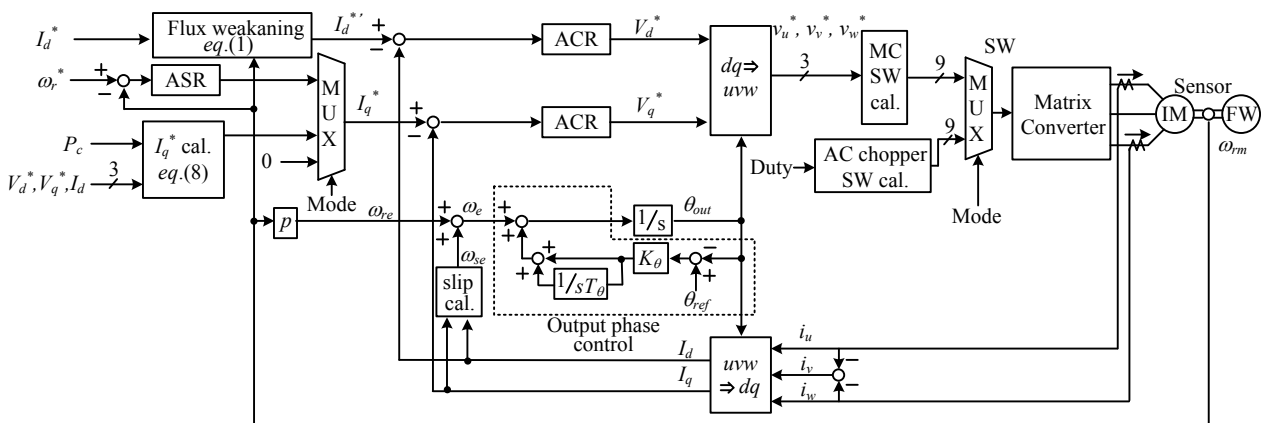 I_d^*
Flux weakaning
eq.(1)
I_d^*′
+
−
ACR
V_d^*
v_u^*, v_v^*, v_w^*
3
dq⇒
uvw
MC
SW
cal.
9
SW
MUX
Matrix
Converter
Sensor
IM
FW
ω_rm
ω_r^*
+
−
ASR
MUX
I_q^*
+
−
ACR
V_q^*
P_c
I_q^* cal.
eq.(8)
V_d^*,V_q^*,I_d
3
0
Mode
Duty
AC chopper
SW cal.
9
Mode
p
ω_re
+
+
ω_e
+
+
1/s
θ_out
ω_se
+
+
1/sT_θ
K_θ
−
+
θ_ref
slip
cal.
Output phase
control
I_d
I_q
uvw
⇒dq
i_u
i_v
i_w
−
−